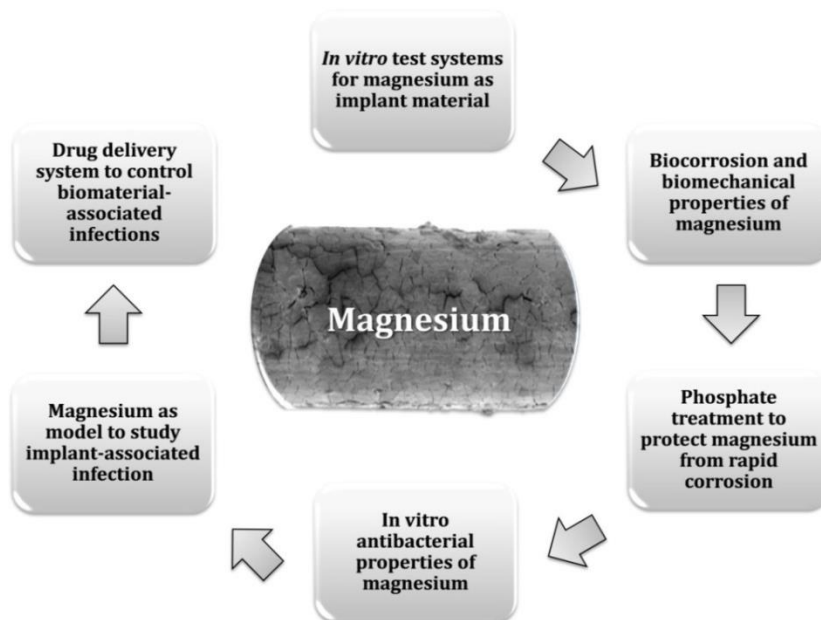 In vitro test systems
for magnesium as
implant material
Biocorrosion and
biomechanical
properties of
magnesium
Phosphate
treatment to
protect magnesium
from rapid
corrosion
In vitro
antibacterial
properties of
magnesium
Magnesium as
model to study
implant-associated
infection
Drug delivery
system to control
biomaterial-
associated
infections
Magnesium